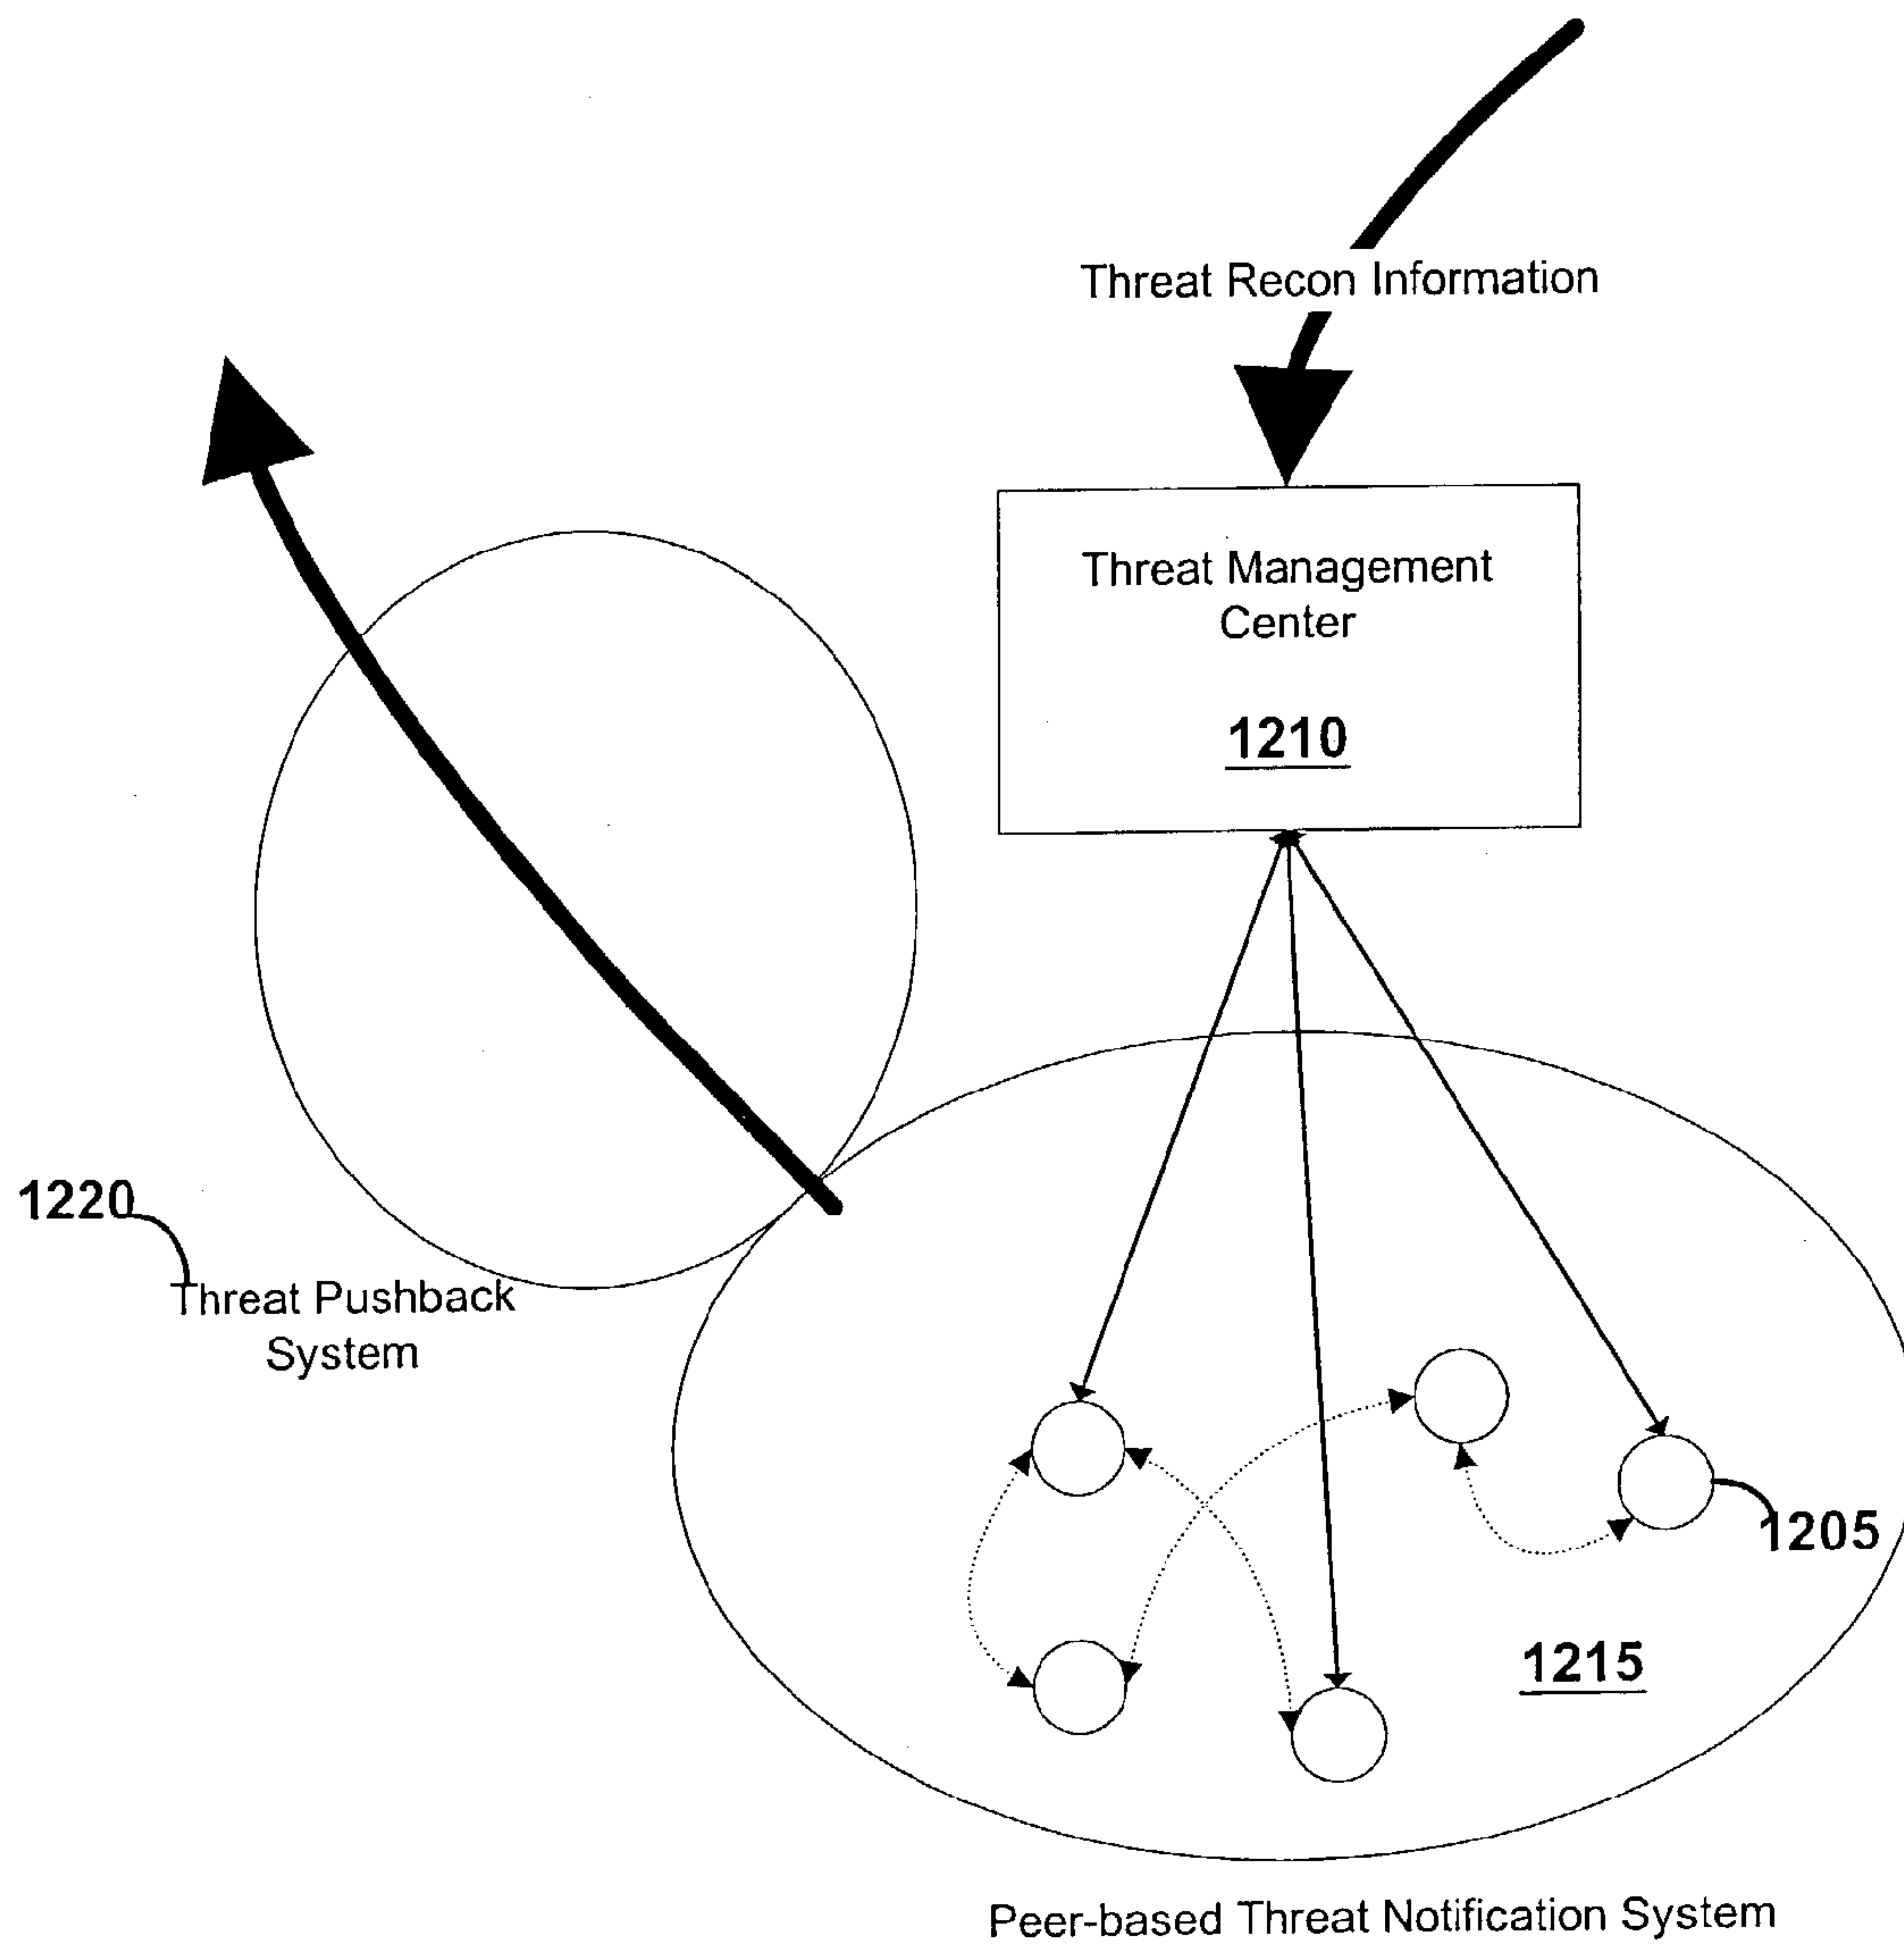 Threat Recon Information
Threat Management
Center
1210
1220
Threat Pushback
System
1205
1215
Peer-based Threat Notification System